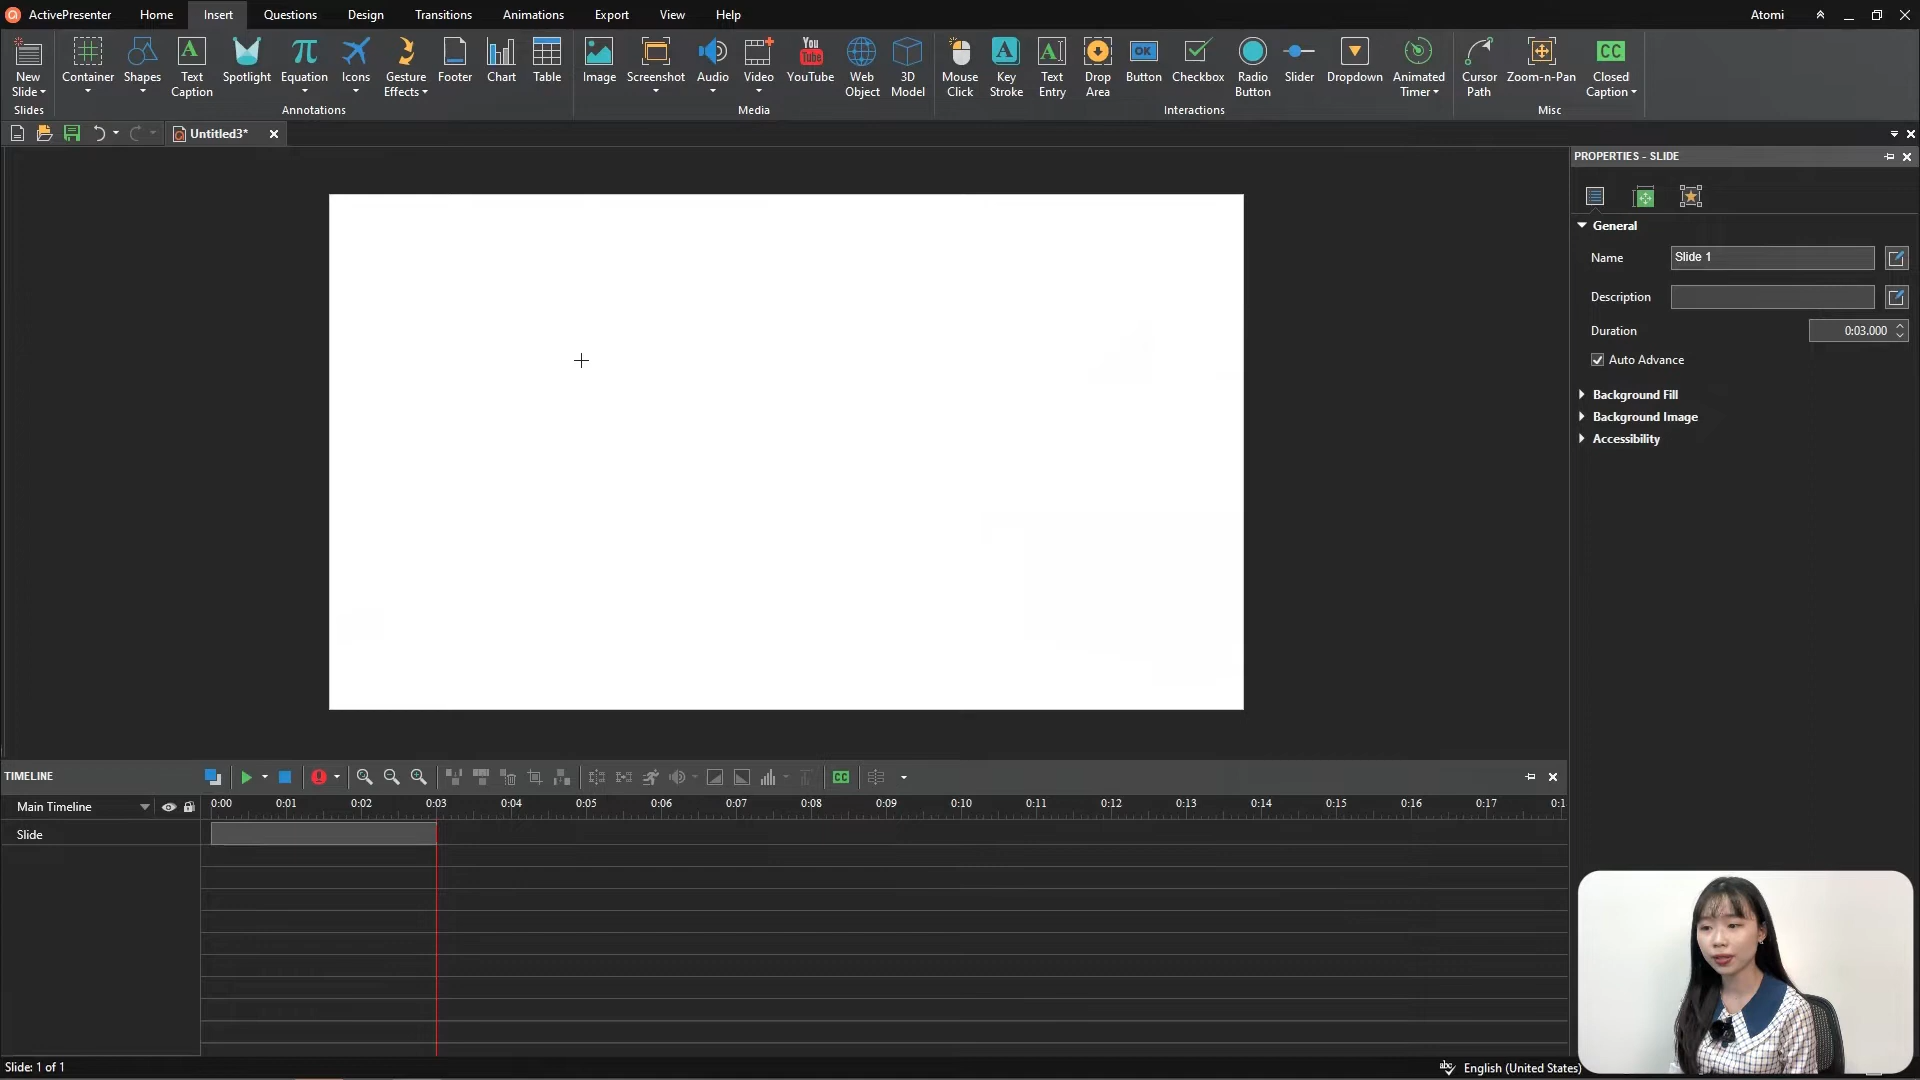 ActivePresenter Home Insert Questions Design Transitions Animations Export View Help Atomi
New Slide Container Shapes Text Caption Spotlight Equation Icons Gesture Effects Footer Chart Table Image Screenshot Audio Video YouTube Web Object 3D Model Mouse Click Key Stroke Text Entry Drop Area Button Checkbox Radio Button Slider Dropdown Animated Timer Cursor Path Zoom-n-Pan Closed Caption
Slides Annotations Media Interactions Misc
Untitled3*
PROPERTIES - SLIDE
General
Name Slide 1
Description
Duration 0:03.000
Auto Advance
Background Fill
Background Image
Accessibility
TIMELINE CC
Main Timeline 0:00 0:01 0:02 0:03 0:04 0:05 0:06 0:07 0:08 0:09 0:10 0:11 0:12 0:13 0:14 0:15 0:16 0:17 0:1
Slide
Slide: 1 of 1 abc English (United States)